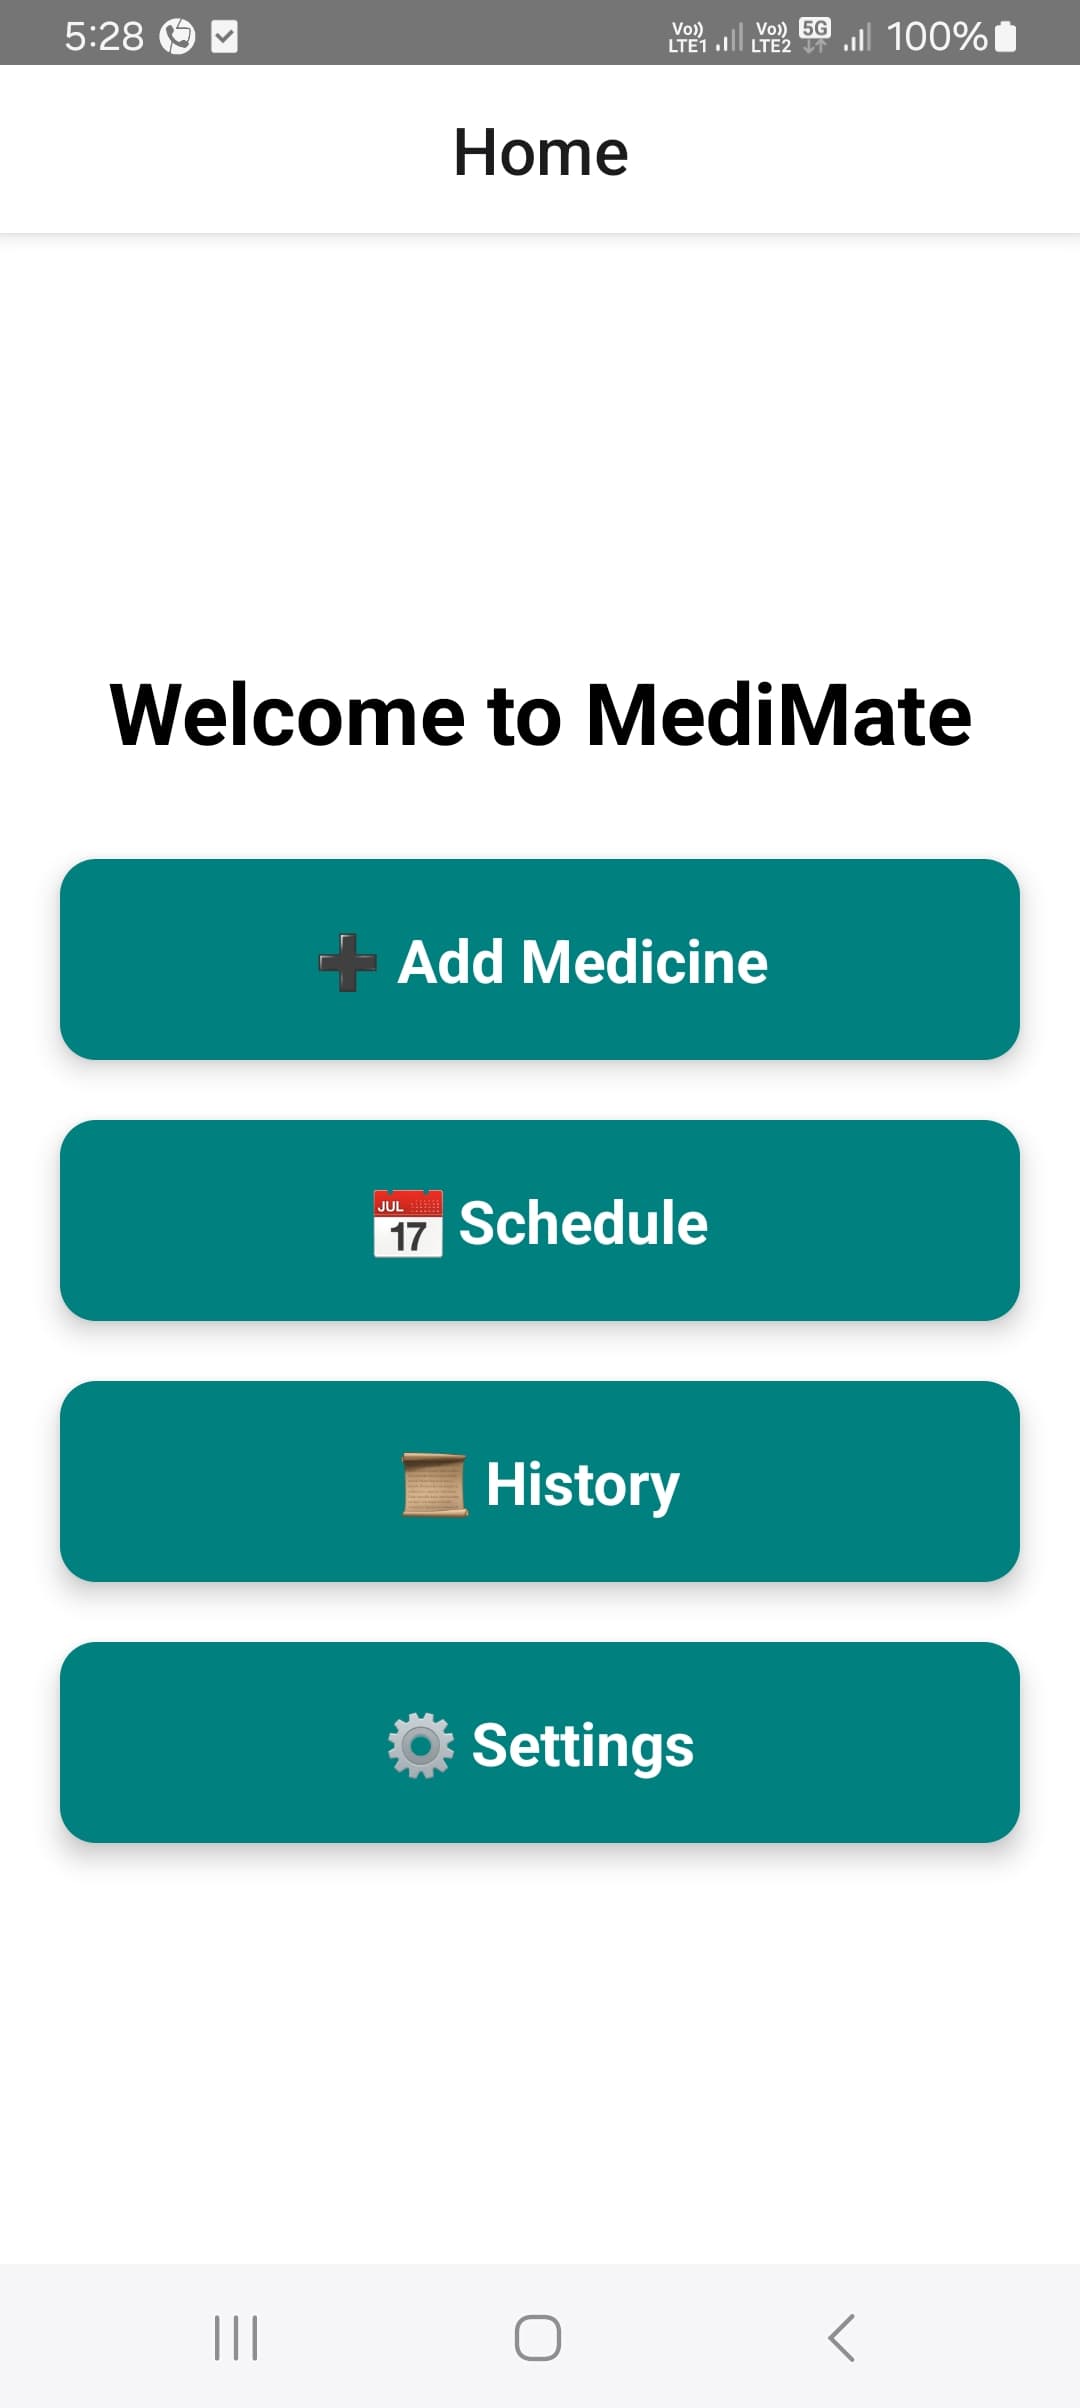 5:28 Vo)) LTE1 Vo)) LTE2 5G 100%
Home
Welcome to MediMate
➕ Add Medicine
JUL 17 Schedule
History
Settings